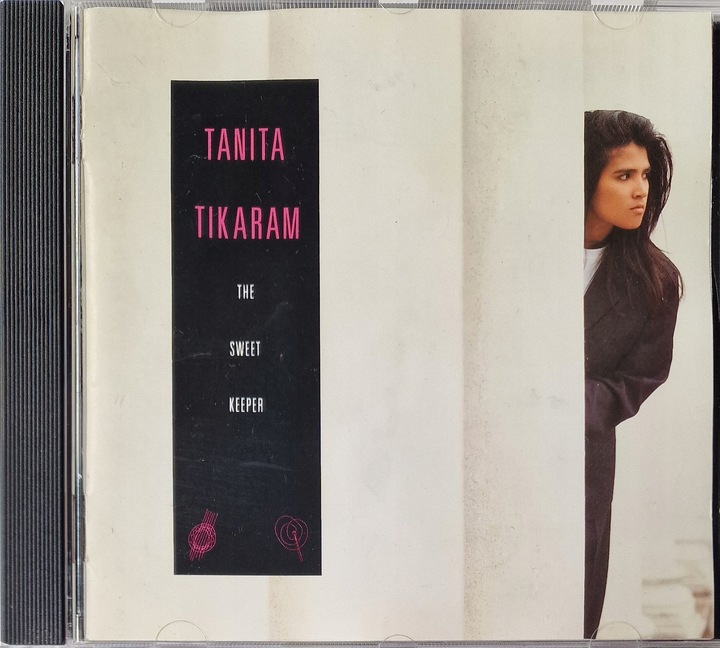 TANITA
TIKARAM
THE
SWEET
KEEPER